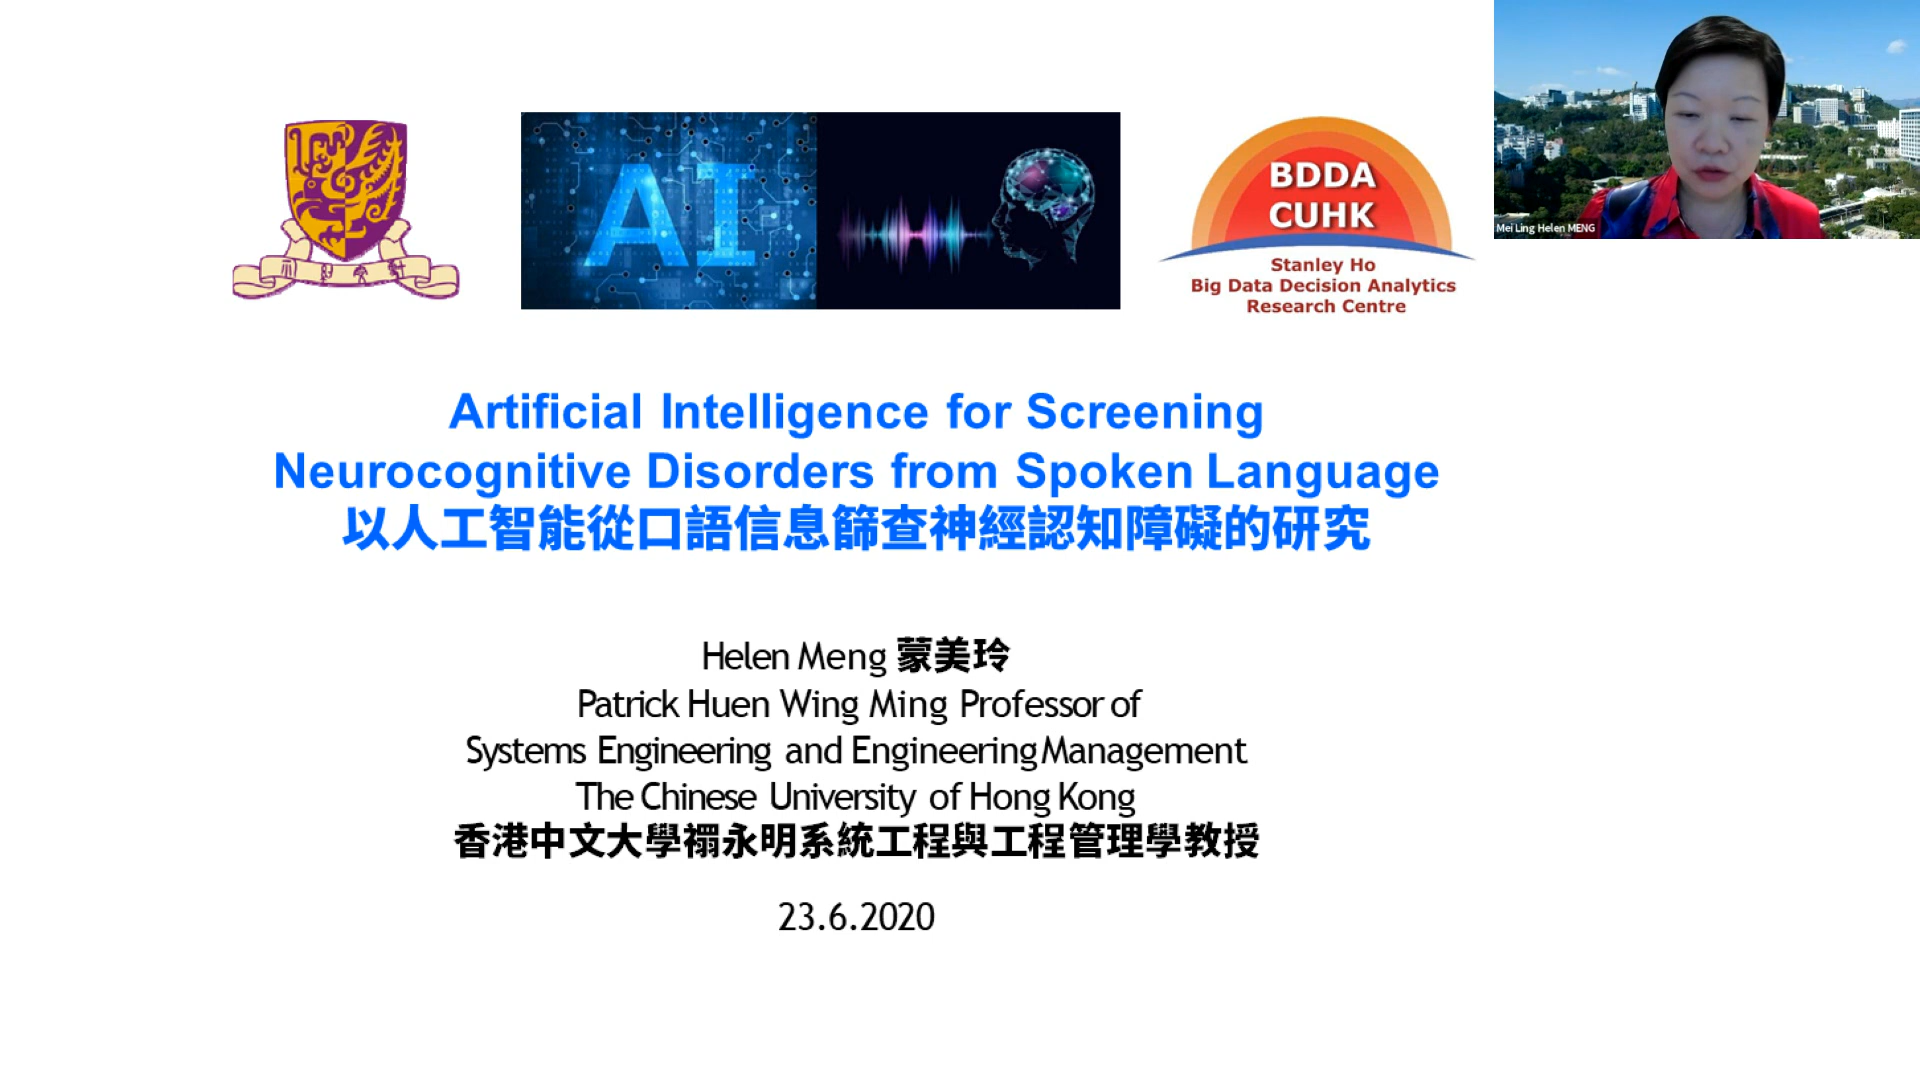 AI
BDDA
CUHK
Stanley Ho
Big Data Decision Analytics
Research Centre
Mei Ling Helen MENG
Artificial Intelligence for Screening
Neurocognitive Disorders from Spoken Language
以人工智能從口語信息篩查神經認知障礙的研究
Helen Meng 蒙美玲
Patrick Huen Wing Ming Professor of
Systems Engineering and Engineering Management
The Chinese University of Hong Kong
香港中文大學禤永明系統工程與工程管理學教授
23.6.2020